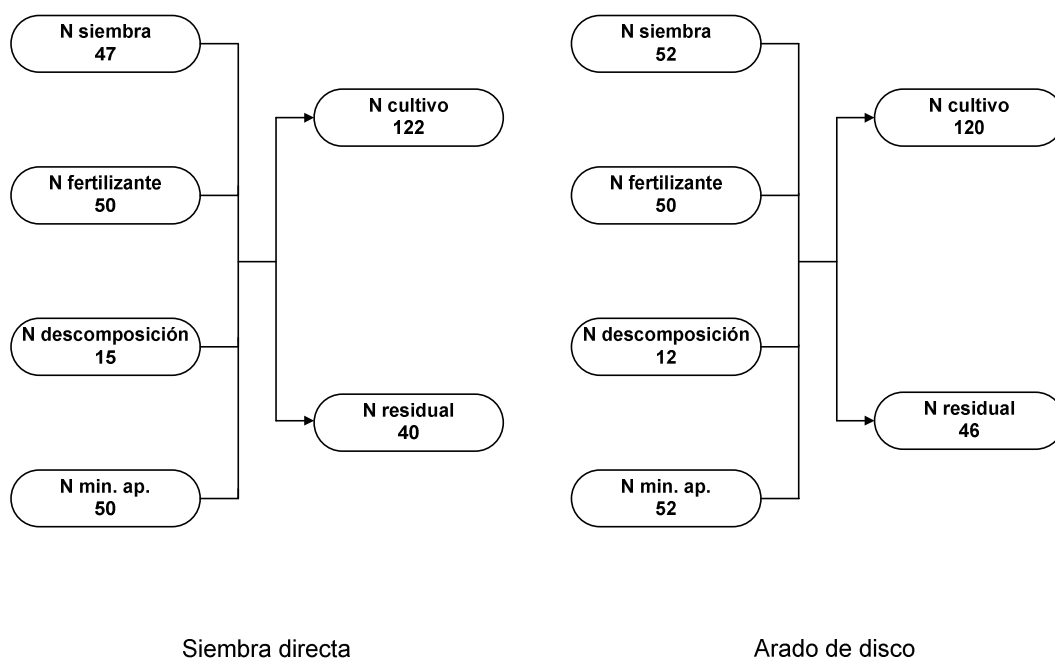 N siembra
47
N fertilizante
50
N descomposición
15
N min. ap.
50
N cultivo
122
N residual
40
Siembra directa
N siembra
52
N fertilizante
50
N descomposición
12
N min. ap.
52
N cultivo
120
N residual
46
Arado de disco